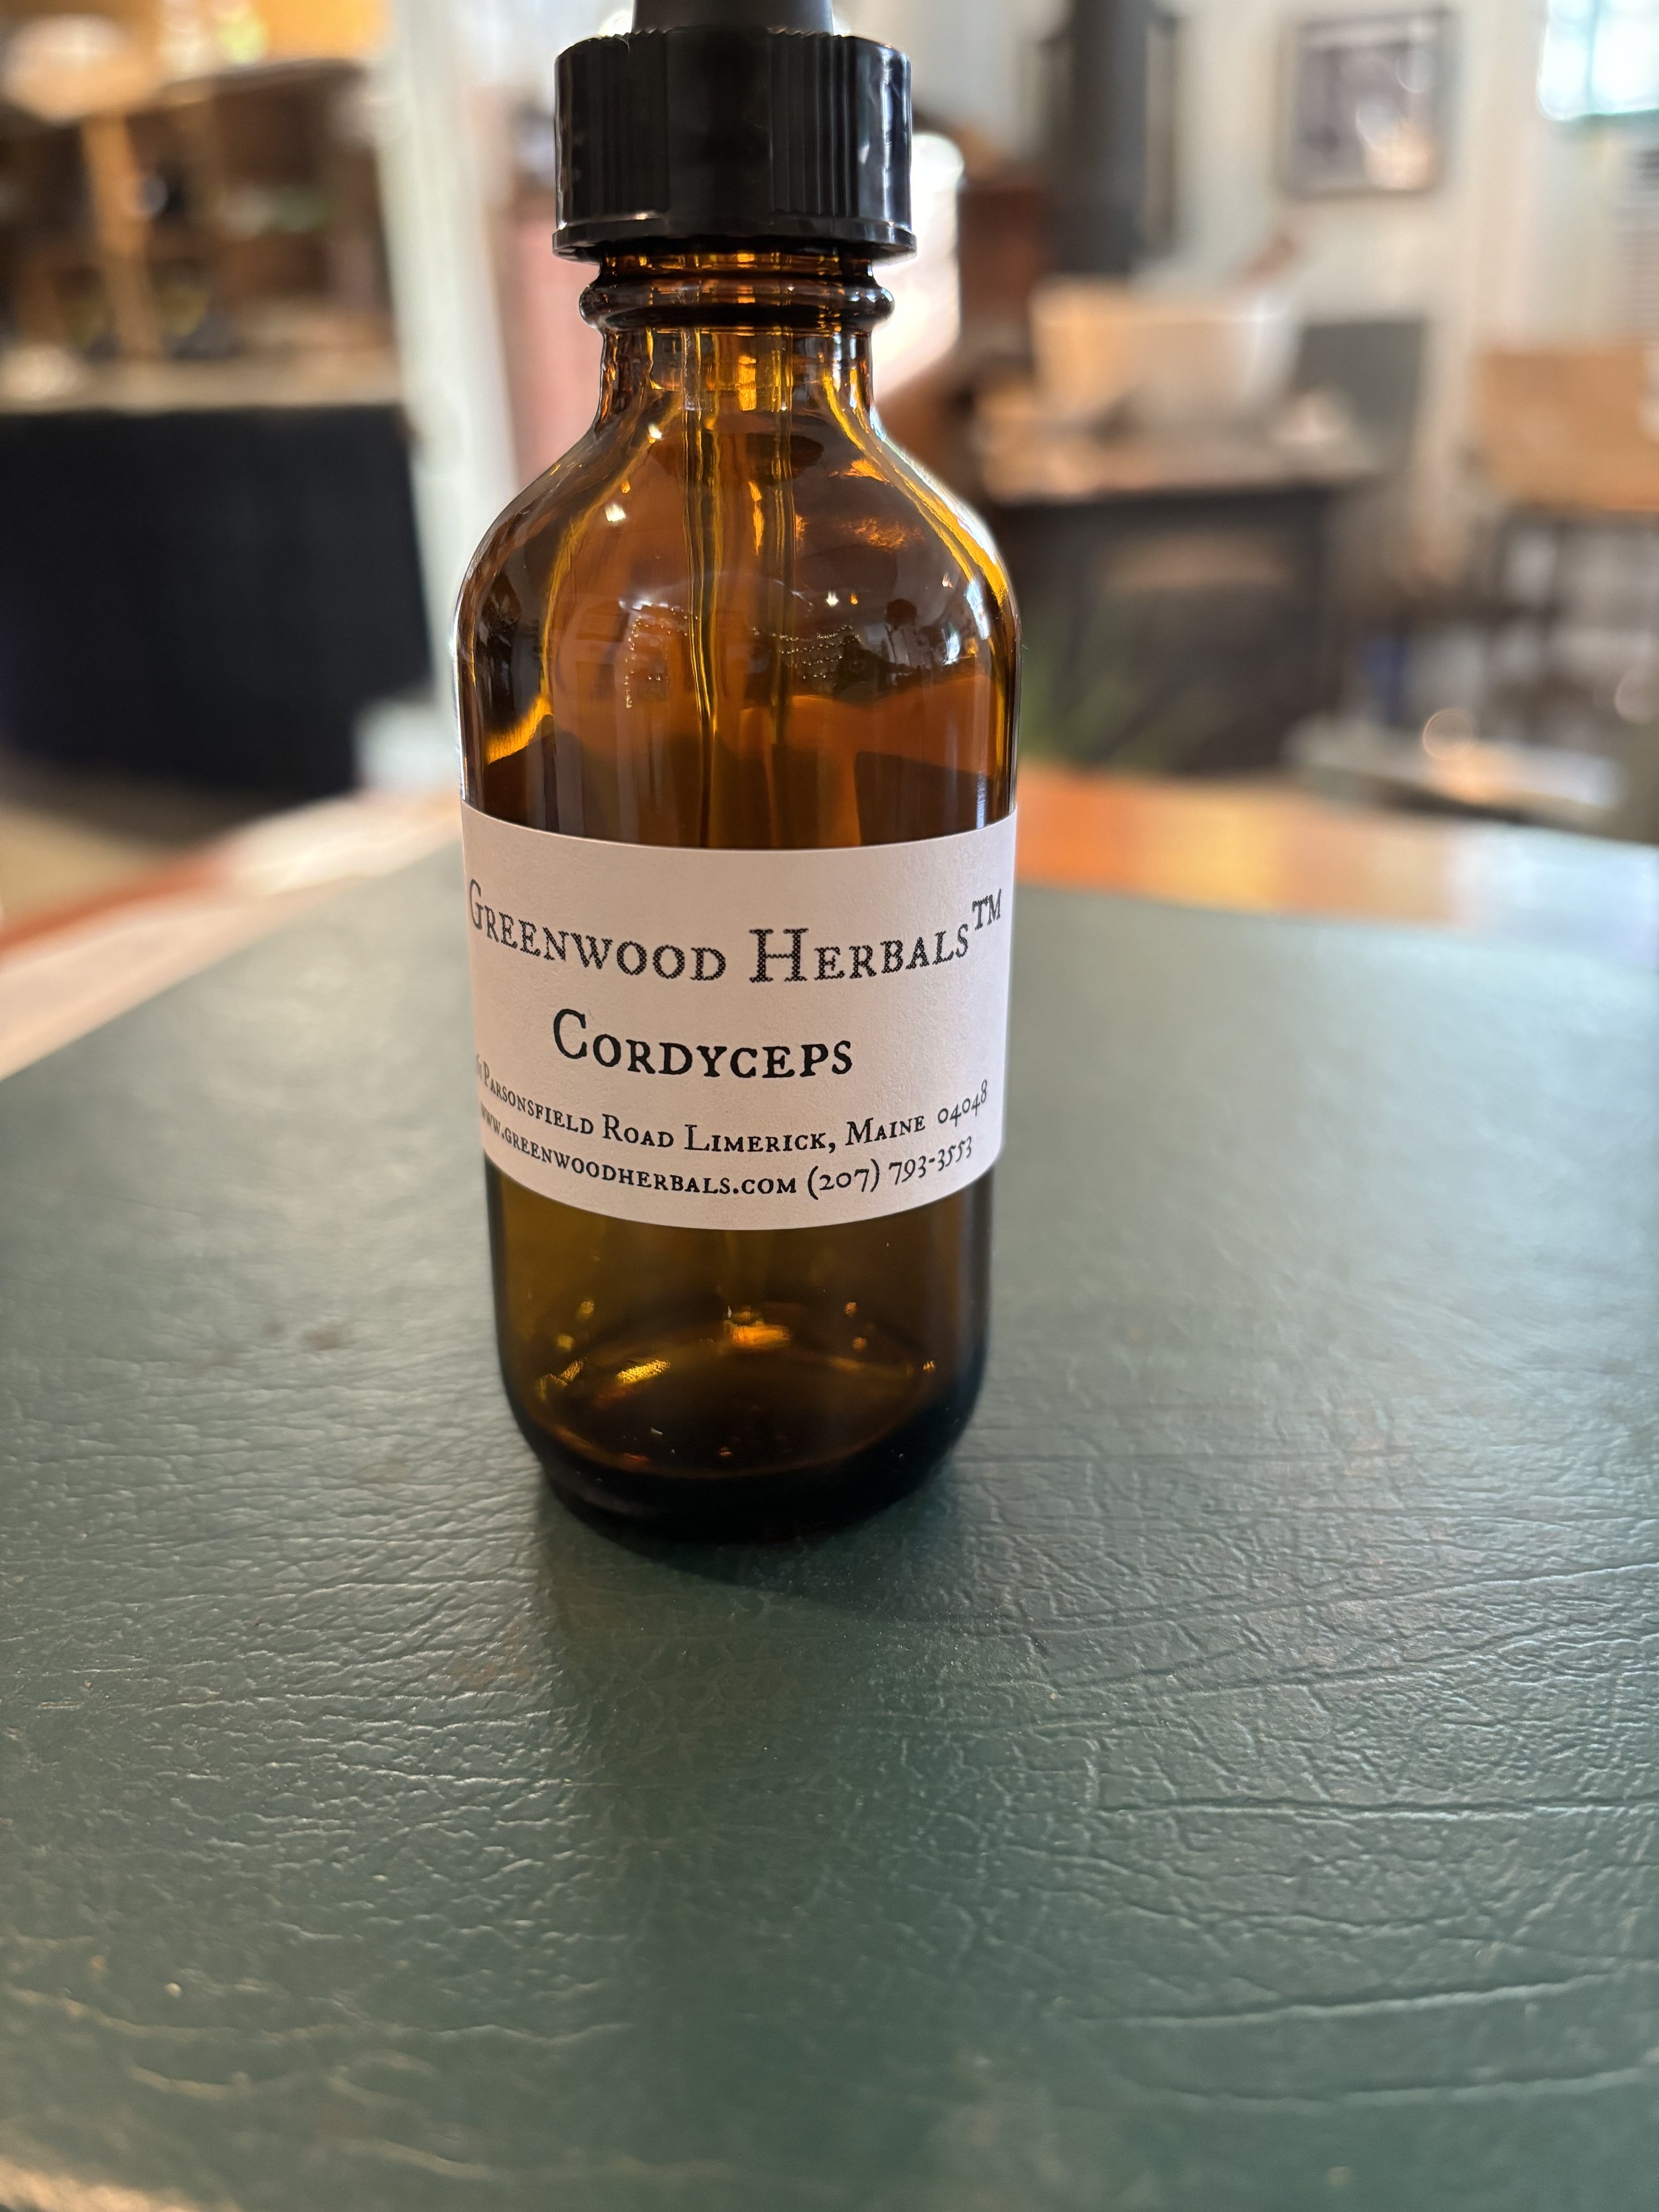 Greenwood Herbals™
Cordyceps
Parsonsfield Road Limerick, Maine 04048
www.greenwoodherbals.com (207) 793-3553